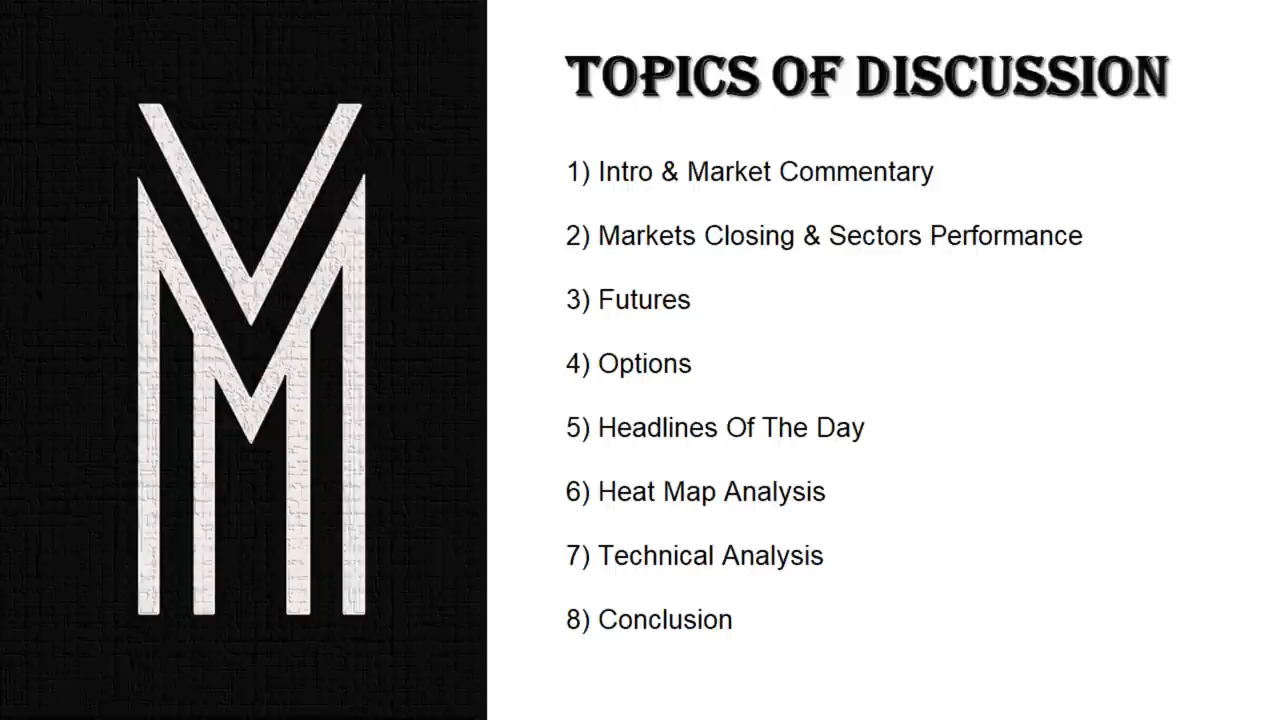 TOPICS OF DISCUSSION
1) Intro & Market Commentary
2) Markets Closing & Sectors Performance
3) Futures
4) Options
5) Headlines Of The Day
6) Heat Map Analysis
7) Technical Analysis
8) Conclusion